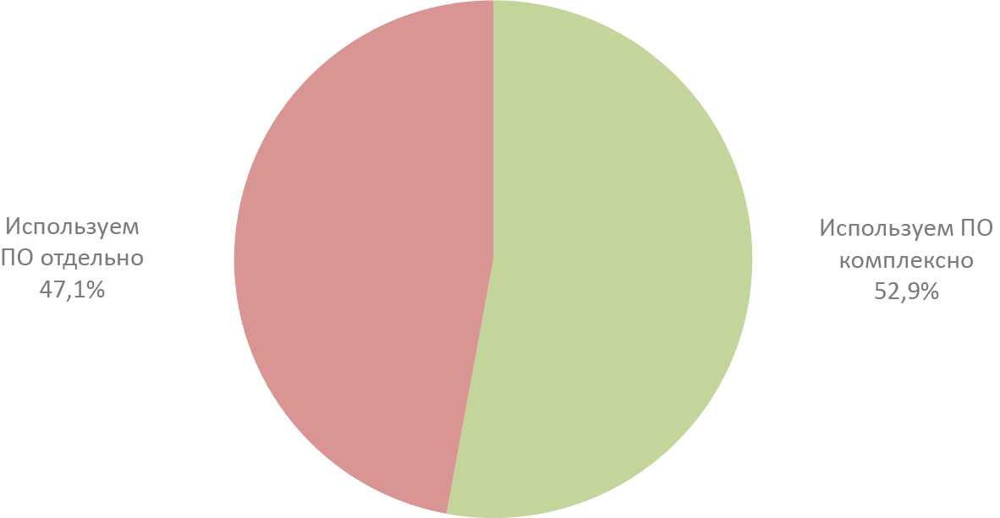 Используем
ПО отдельно
47,1%
Используем ПО
комплексно
52,9%